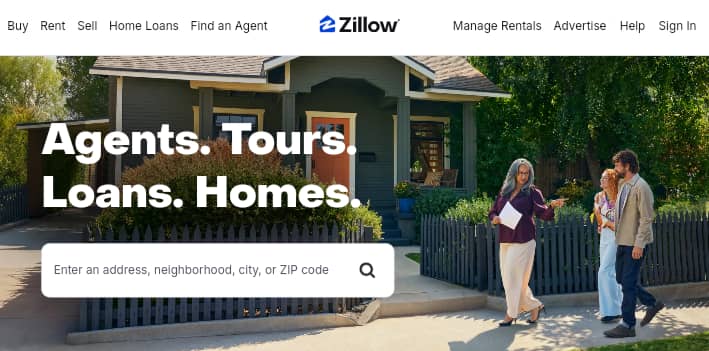 Buy Rent Sell Home Loans Find an Agent Zillow Manage Rentals Advertise Help Sign In
Agents. Tours.
Loans. Homes.
Enter an address, neighborhood, city, or ZIP code